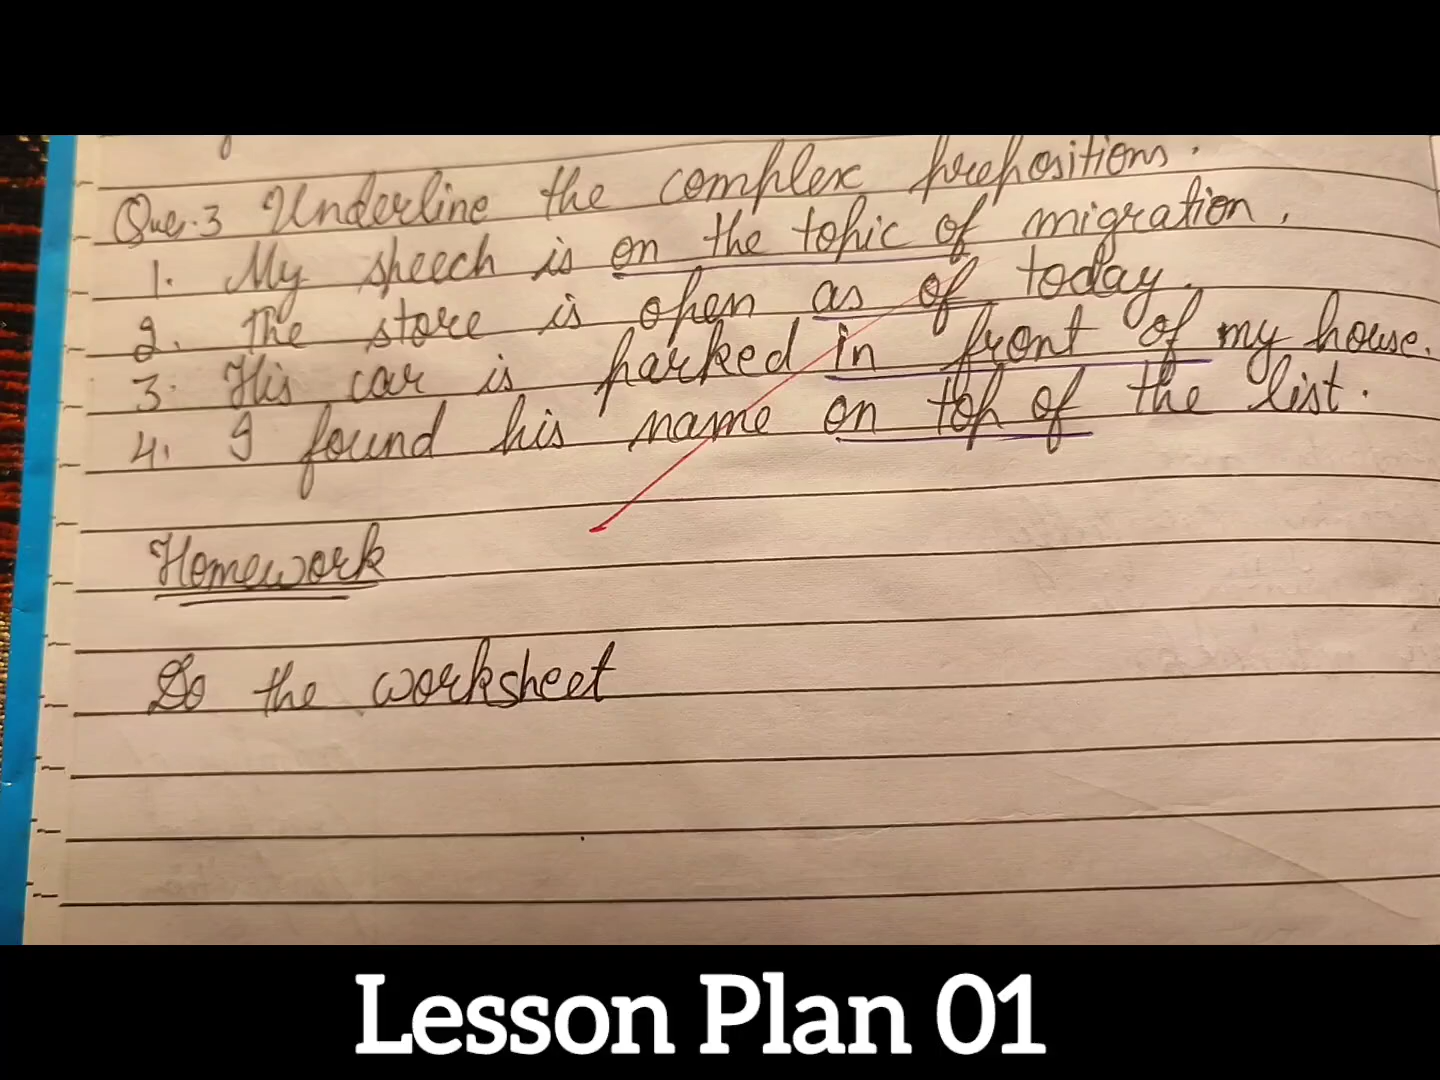 Que.3 Underline the complex prepositions.
1. My speech is on the topic of migration.
2. The store is open as of today.
3. His car is parked in front of my house.
4. I found his name on top of the list.
Homework
Do the worksheet
Lesson Plan 01